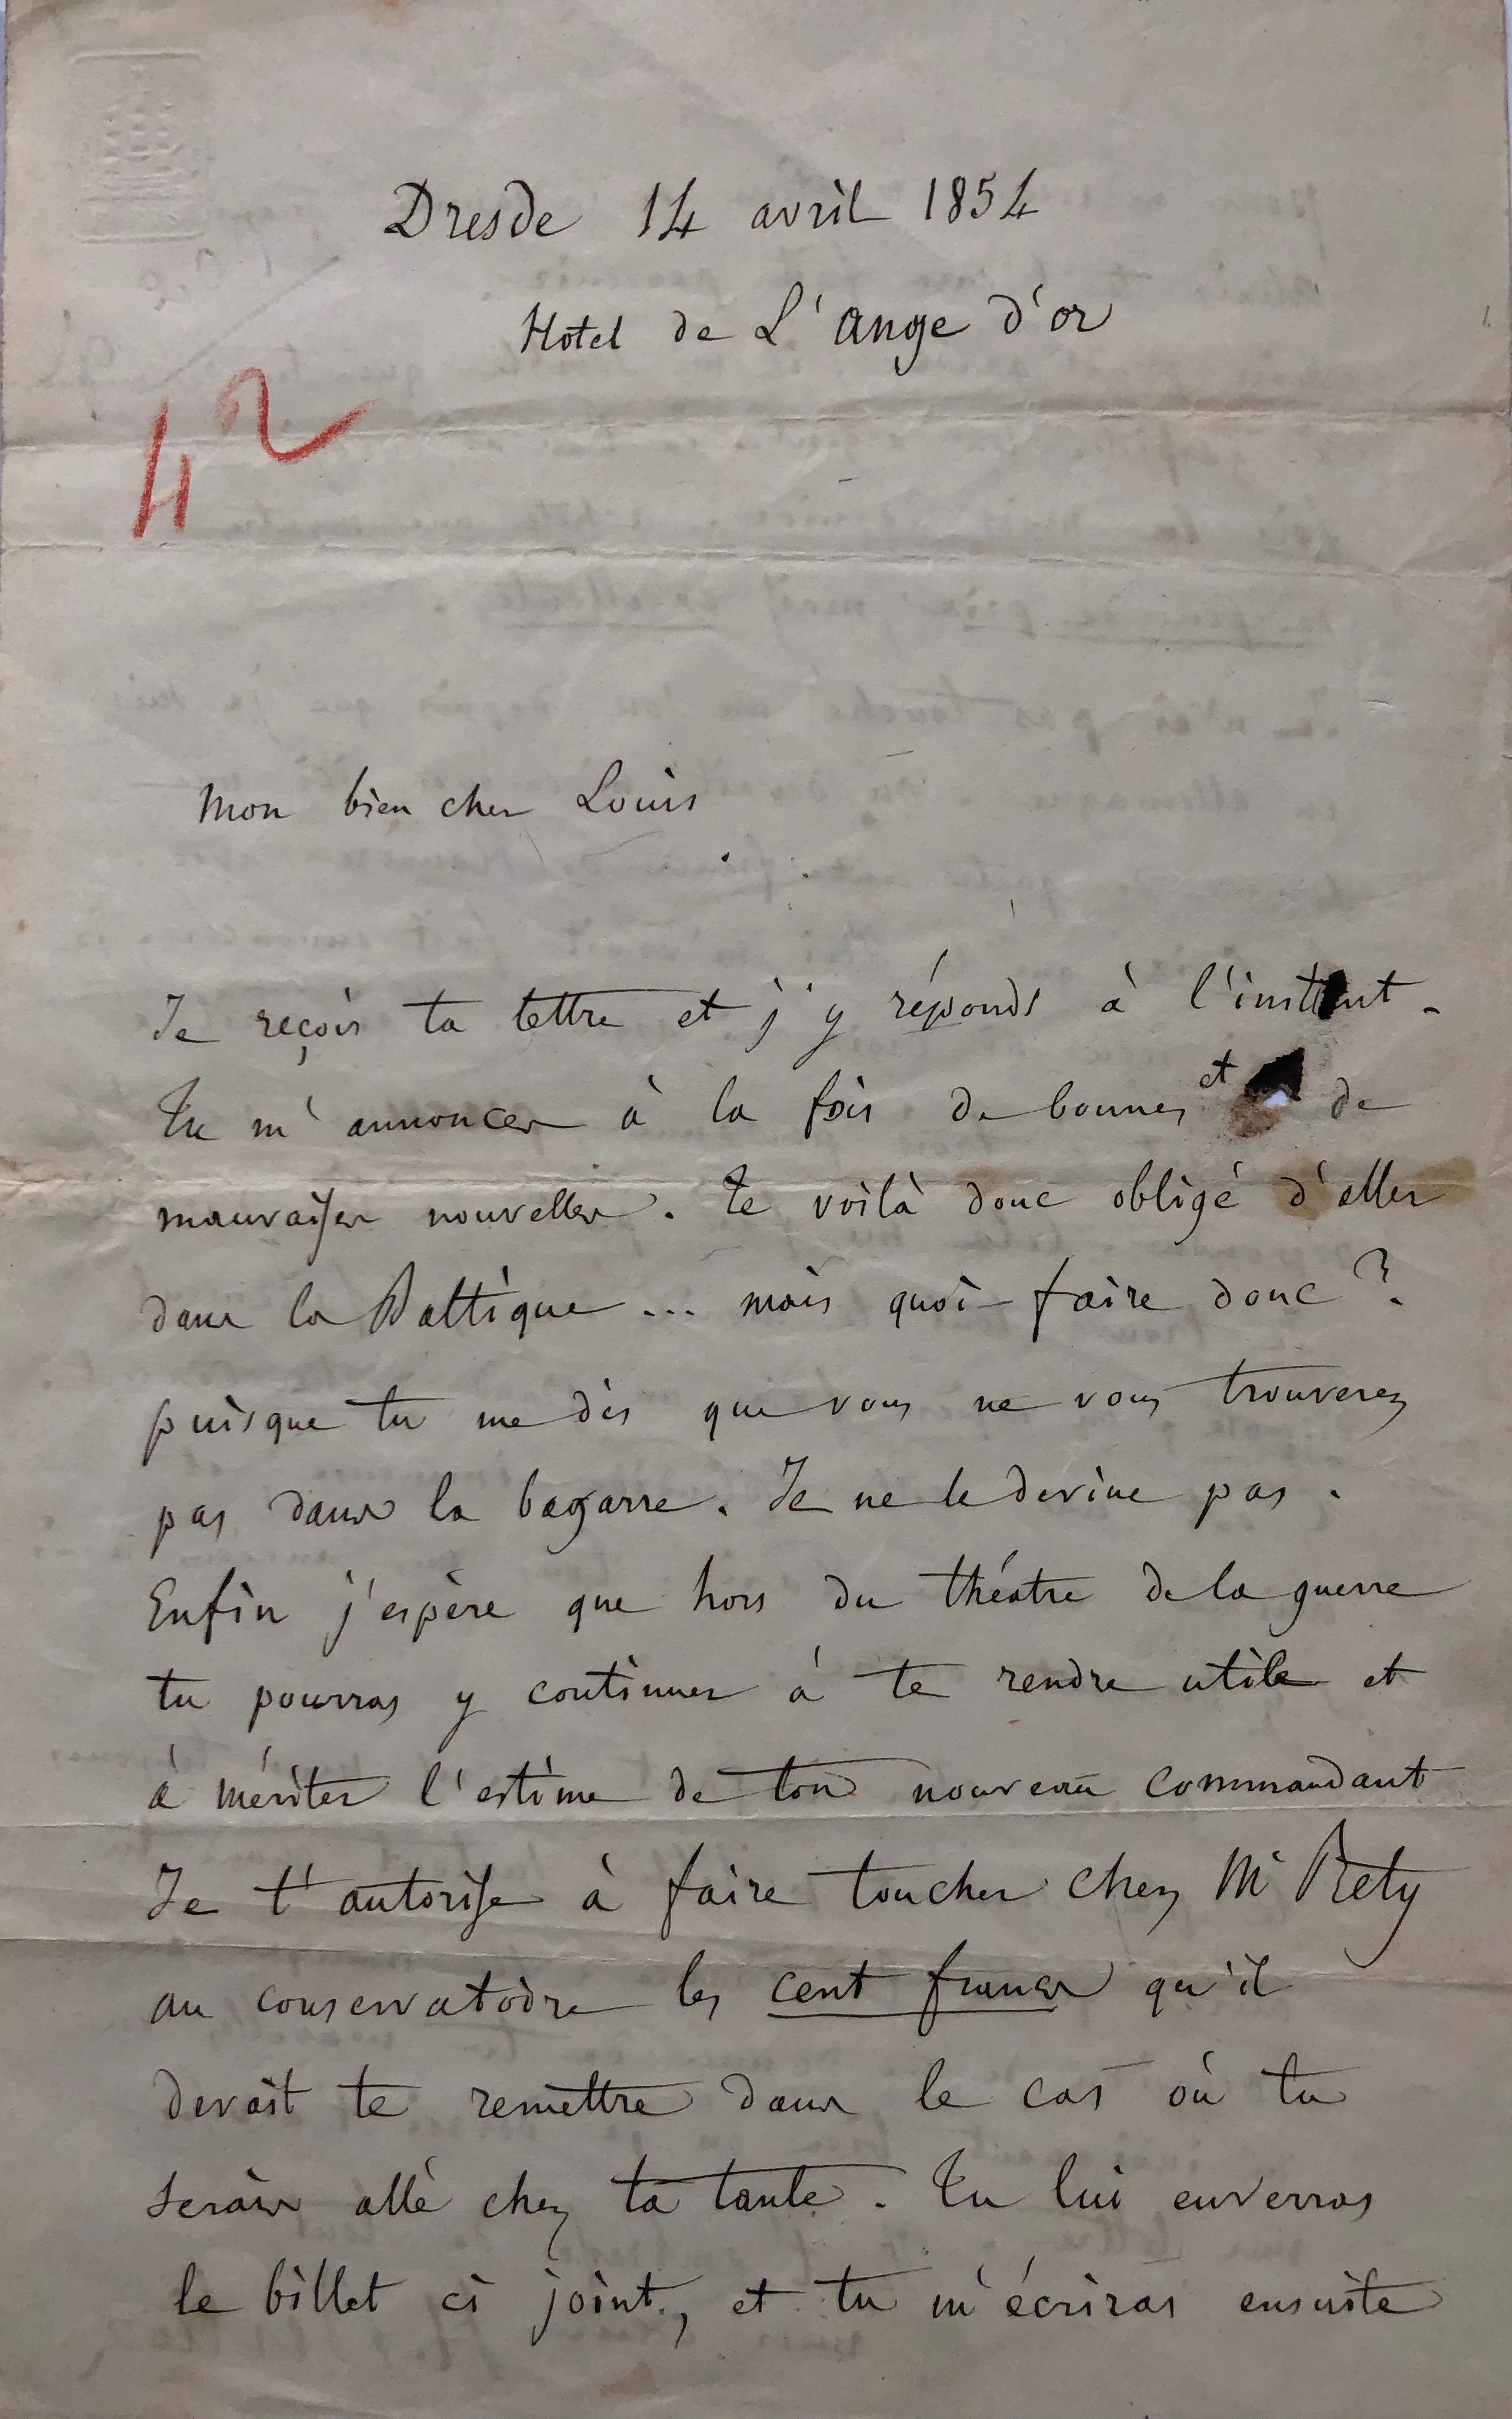 Dresde 14 avril 1854
Hotel de L'ange d'or
42
Mon bien cher Louis
Je reçois ta lettre et j'y réponds à l'instant.
Tu m'annonces à la fois de bonnes et de
mauvaises nouvelles. Te voilà donc obligé d'aller
dans la Baltique ... mais quoi faire donc ?
puisque tu me dis que vous ne vous trouverez
pas dans la bagarre. Je ne le devine pas.
Enfin j'espère que hors du théatre de la guerre
tu pourras y continuer à te rendre utile et
à mériter l'estime de ton nouveau commandant
Je t'autorise à faire toucher chez Mr Rety
au conservatoire les cent francs qu'il
devait te remettre dans le cas où tu
serais allé chez ta tante. Tu lui enverras
le billet ci joint, et tu m'écriras ensuite